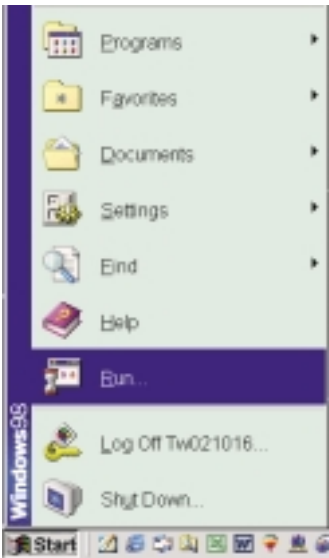 Programs
Favorites
Documents
Settings
Find
Help
Run...
Log Off Tw021016...
Shut Down...
Windows98
Start